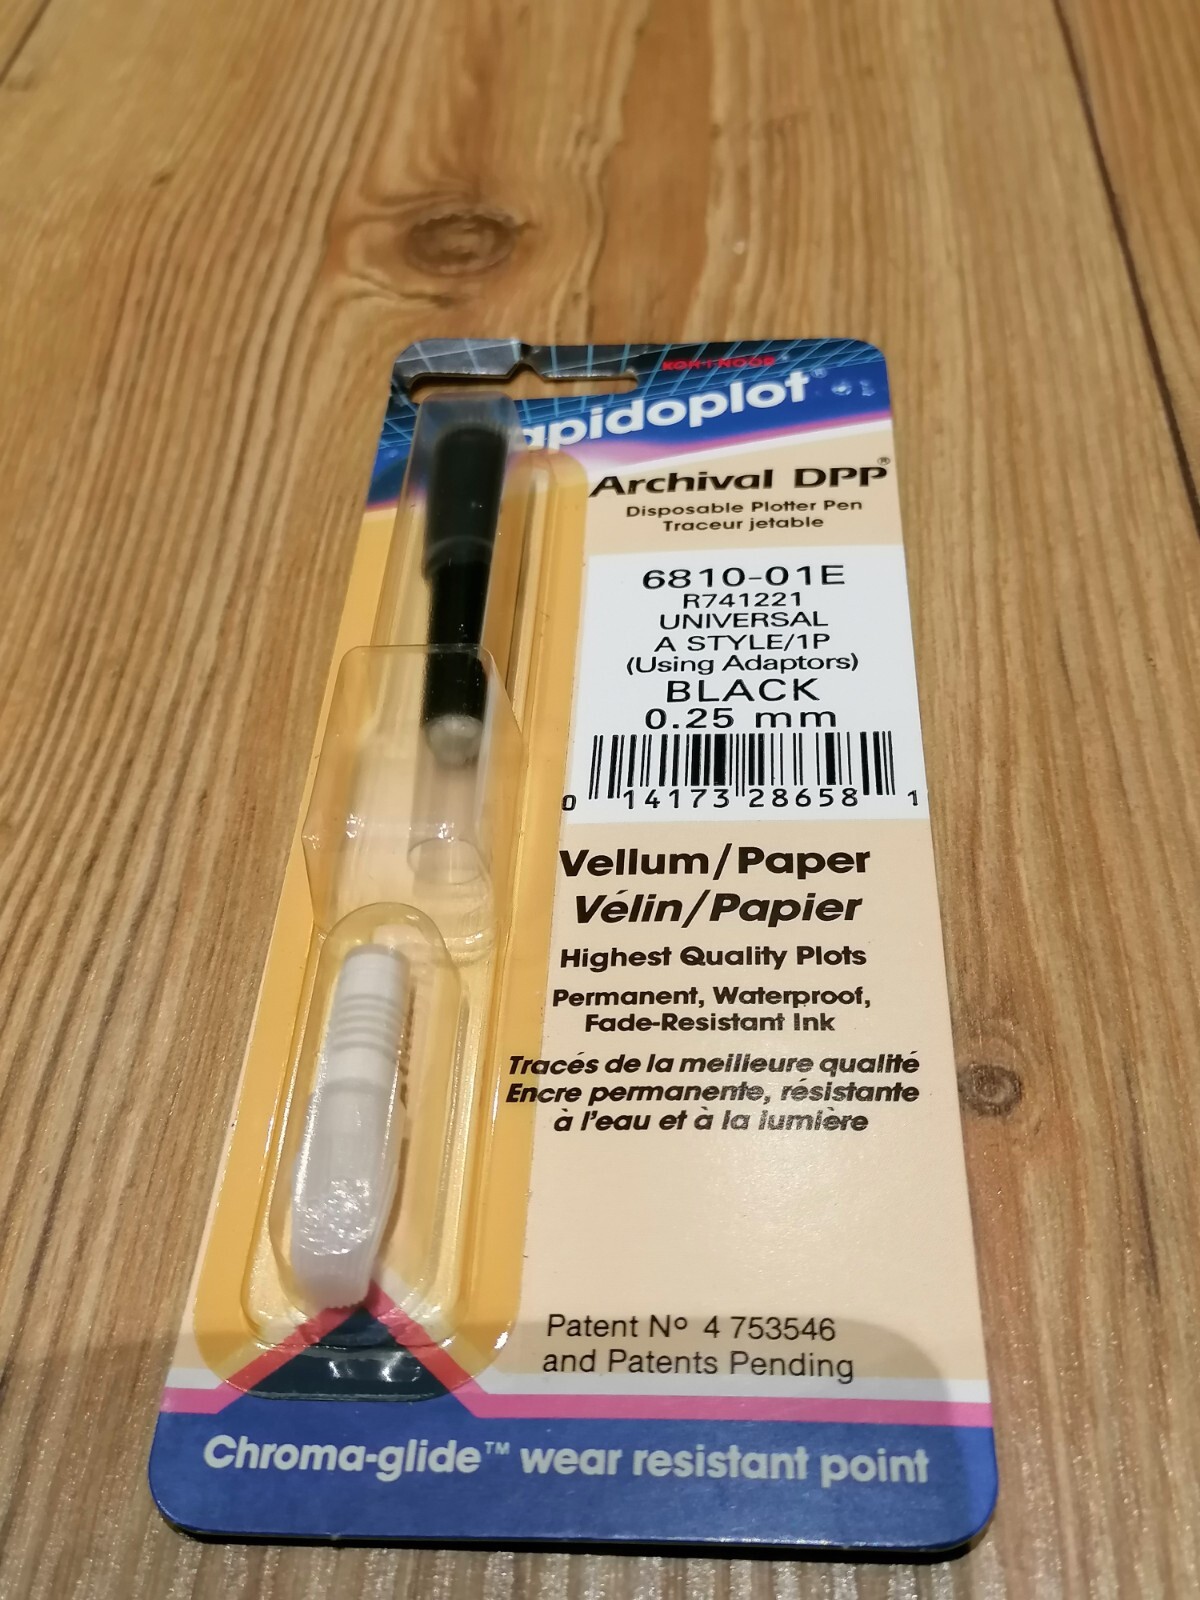 KOH-I-NOOR
apidoplot®
Archival DPP®
Disposable Plotter Pen
Traceur jetable
6810-01E
R741221
UNIVERSAL
A STYLE/1P
(Using Adaptors)
BLACK
0.25 mm
0 14173 28658 1
Vellum/Paper
Vélin/Papier
Highest Quality Plots
Permanent, Waterproof,
Fade-Resistant Ink
Tracés de la meilleure qualité
Encre permanente, résistante
à l'eau et à la lumière
Patent Nº 4 753546
and Patents Pending
Chroma-glide™ wear resistant point